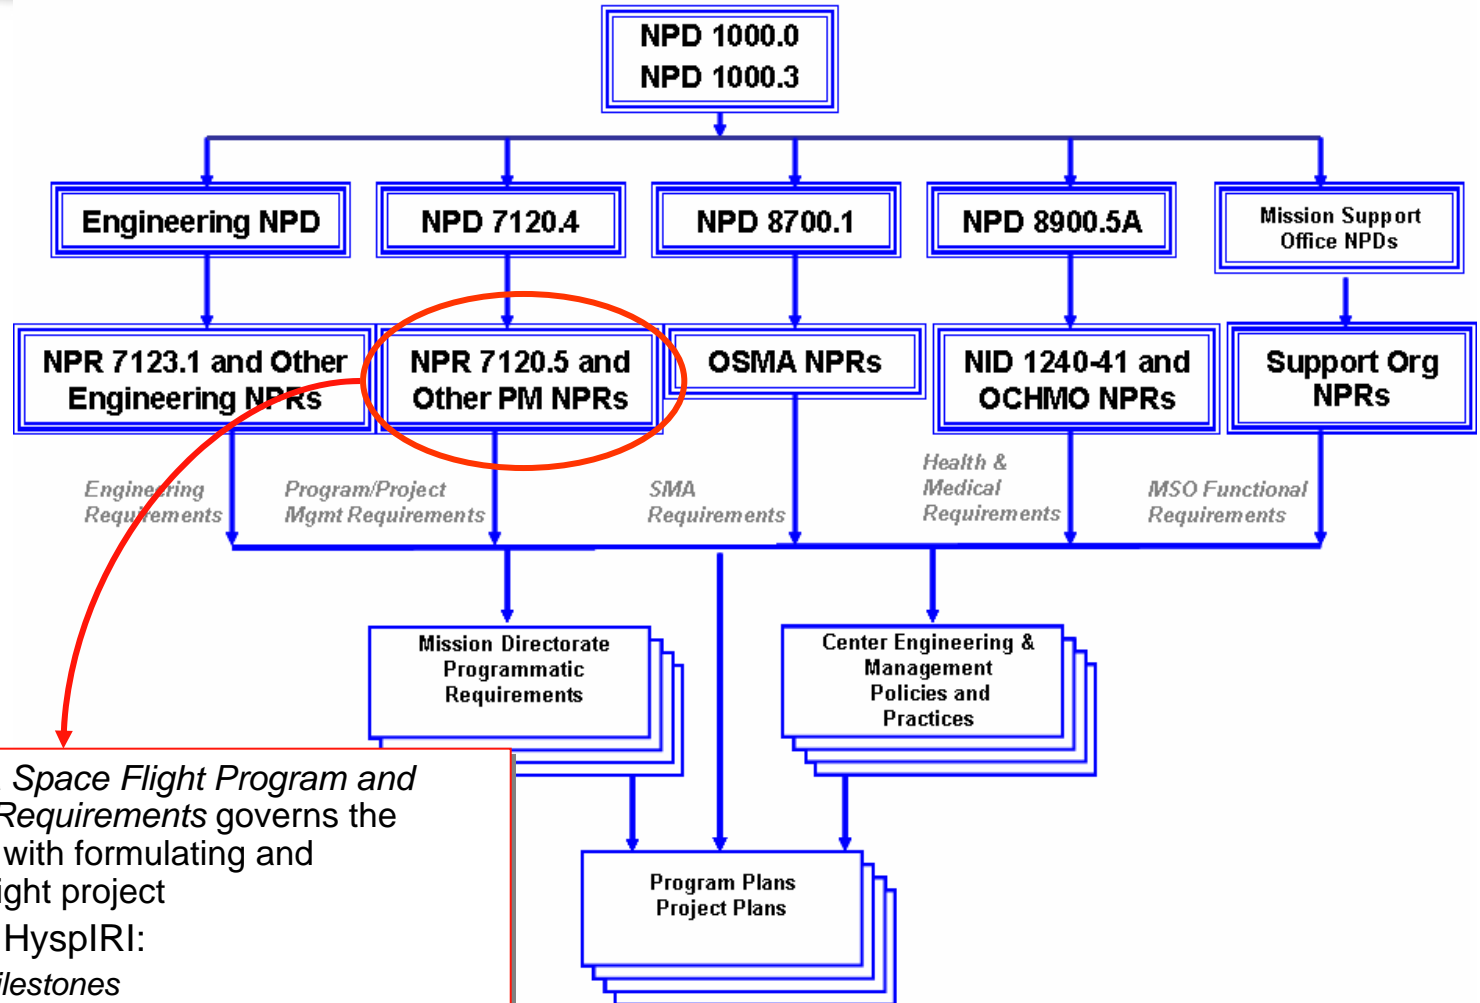 NPD 1000.0
NPD 1000.3
Engineering NPD
NPD 7120.4
NPD 8700.1
NPD 8900.5A
Mission Support
Office NPDs
NPR 7123.1 and Other
Engineering NPRs
NPR 7120.5 and
Other PM NPRs
OSMA NPRs
NID 1240-41 and
OCHMO NPRs
Support Org
NPRs
Engineering
Requirements
Program/Project
Mgmt Requirements
SMA
Requirements
Health &
Medical
Requirements
MSO Functional
Requirements
Mission Directorate
Programmatic
Requirements
Center Engineering &
Management
Policies and
Practices
Space Flight Program and
Requirements governs the
with formulating and
ight project
HyspIRI:
ilestones
Program Plans
Project Plans